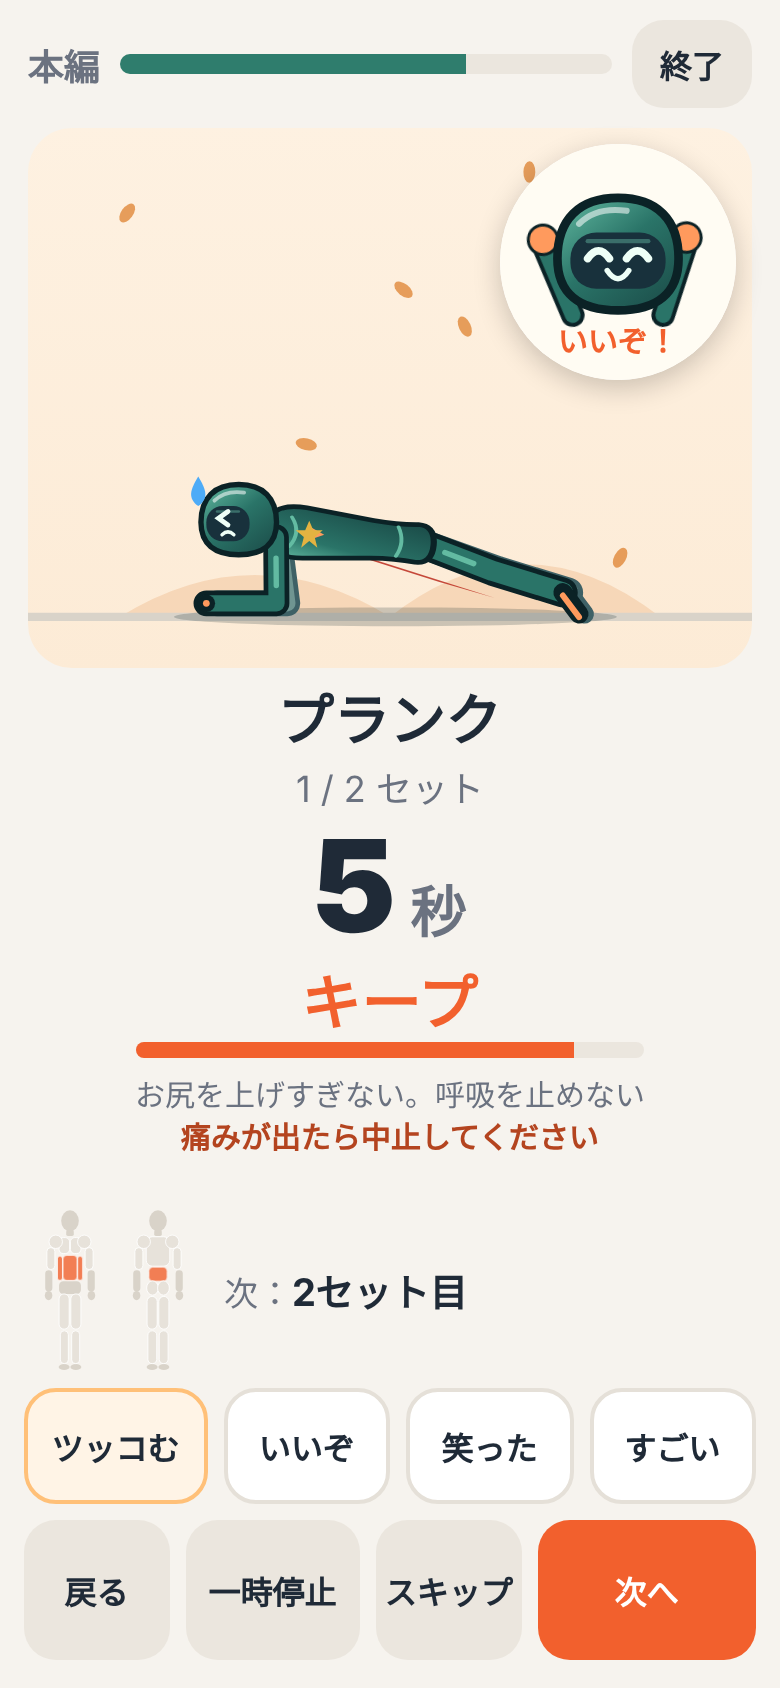 本編
終了
いいぞ！
プランク
1 / 2 セット
5 秒
キープ
お尻を上げすぎない。呼吸を止めない
痛みが出たら中止してください
次：2セット目
ツッコむ
いいぞ
笑った
すごい
戻る
一時停止
スキップ
次へ